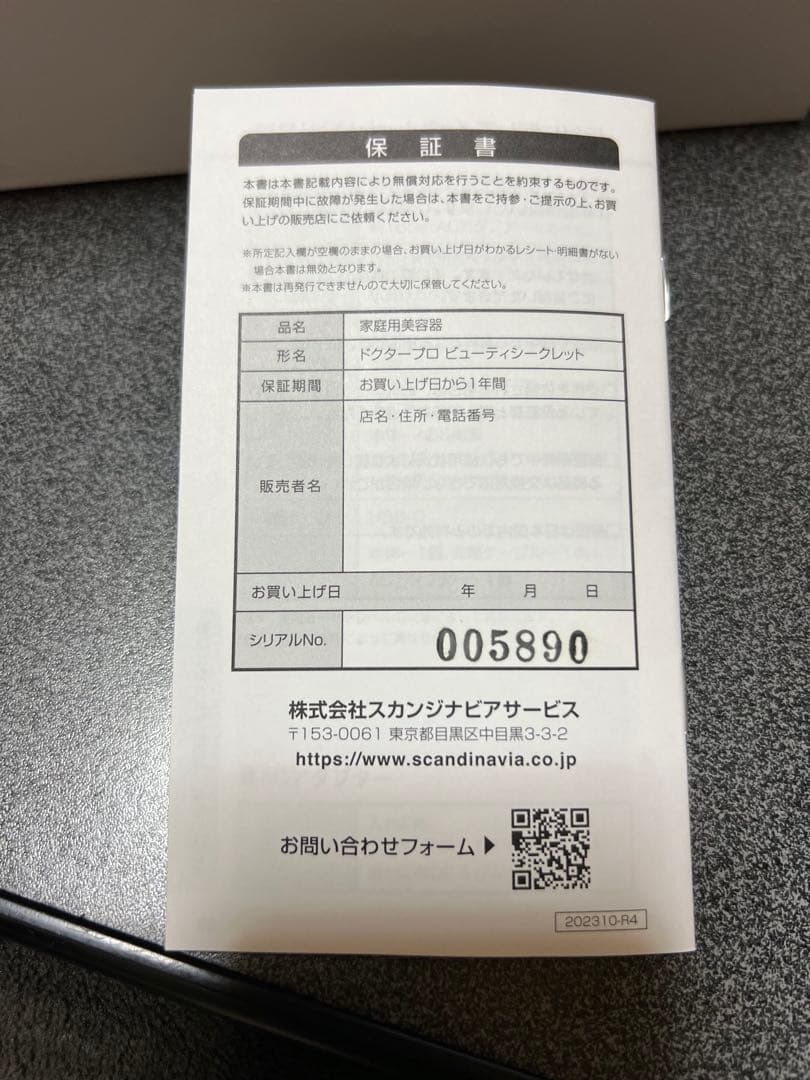 保証書
本書は本書記載内容により無償対応を行うことを約束するものです。
保証期間中に故障が発生した場合は、本書をご持参・ご提示の上、お買
い上げの販売店にご依頼ください。
※所定記入欄が空欄のままの場合、お買い上げ日がわかるレシート・明細書がない
場合本書は無効となります。
※本書は再発行できませんので大切に保管してください。
品名 家庭用美容器
形名 ドクタープロ ビューティシークレット
保証期間 お買い上げ日から1年間
販売者名 店名・住所・電話番号
お買い上げ日 年 月 日
シリアルNo. 005890
株式会社スカンジナビアサービス
〒153-0061 東京都目黒区中目黒3-3-2
https://www.scandinavia.co.jp
お問い合わせフォーム▶
202310-R4